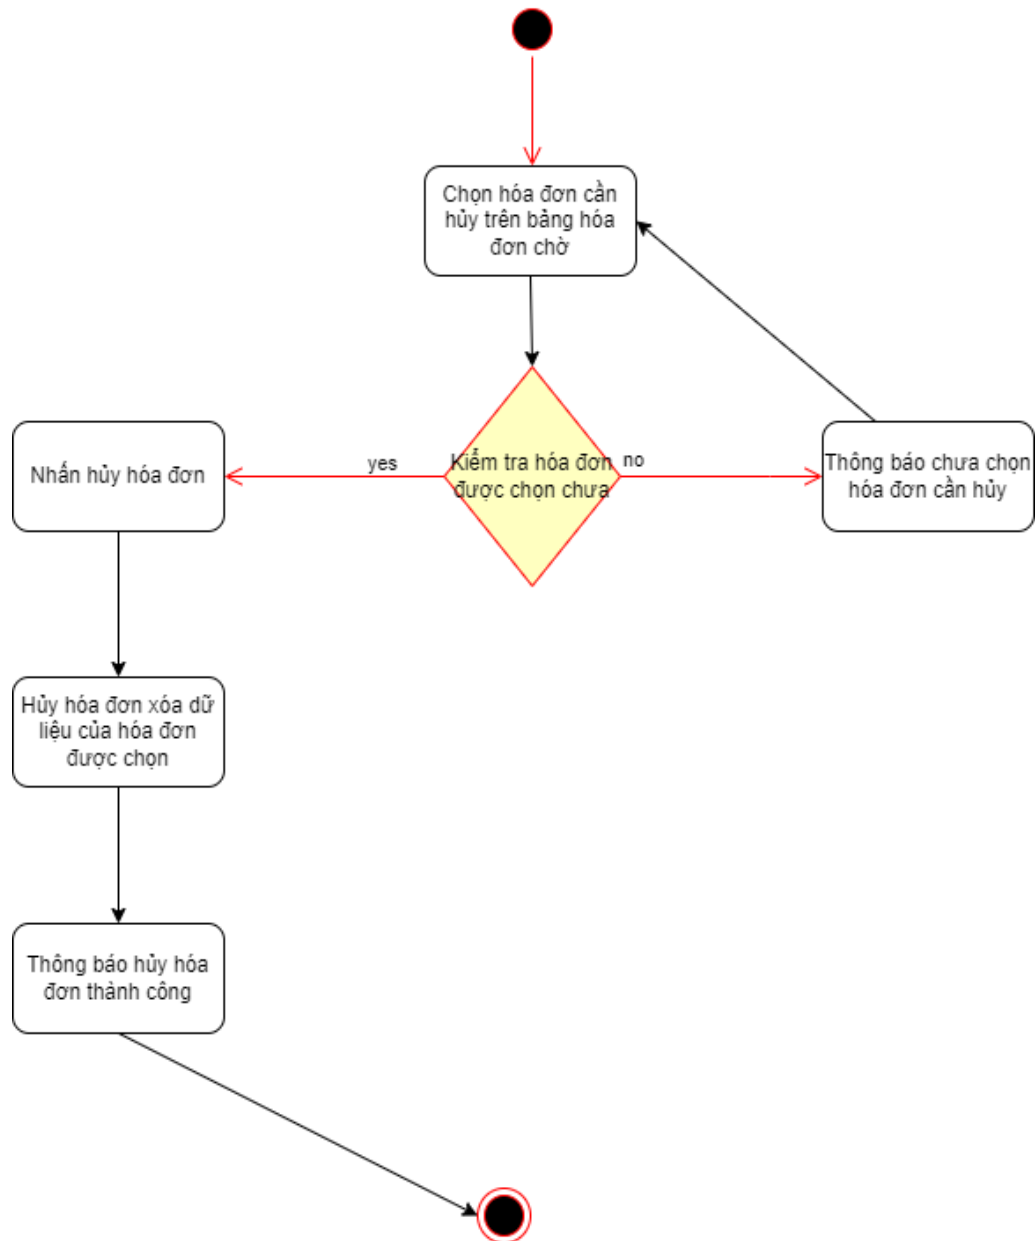 Chọn hóa đơn cần
hủy trên bảng hóa
đơn chờ
Nhấn hủy hóa đơn
yes
Kiểm tra hóa đơn
được chọn chưa
no
Thông báo chưa chọn
hóa đơn cần hủy
Hủy hóa đơn xóa dữ
liệu của hóa đơn
được chọn
Thông báo hủy hóa
đơn thành công